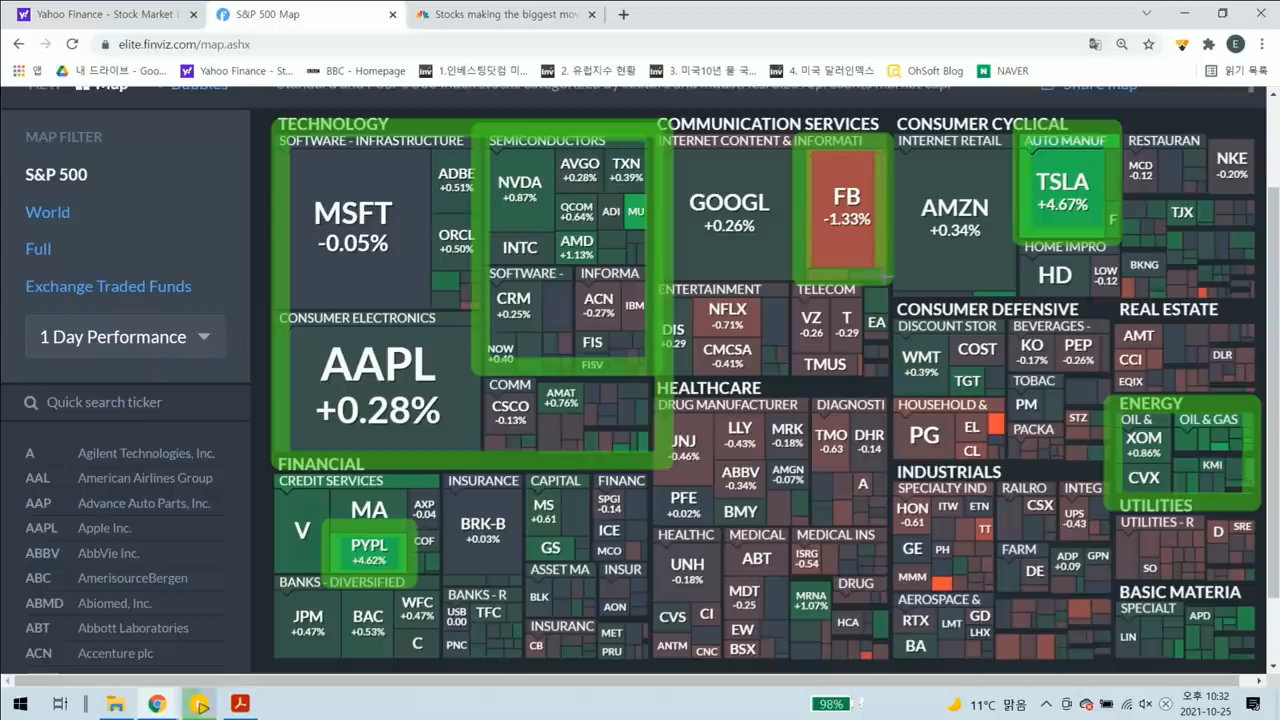 Yahoo Finance - Stock Market L
S&P 500 Map
Stocks making the biggest mov
elite.finviz.com/map.ashx
E
앱
내 드라이브 - Goo...
Yahoo Finance - St...
BBC - Homepage
1.인베스팅닷컴 미...
2. 유럽지수 현황
3. 미국10년 물 국...
4. 미국 달러인덱스
OhSoft Blog
NAVER
읽기 목록
MAP FILTER
S&P 500
World
Full
Exchange Traded Funds
1 Day Performance
Quick search ticker
A Agilent Technologies, Inc.
AAL American Airlines Group
AAP Advance Auto Parts, Inc.
AAPL Apple Inc.
ABBV AbbVie Inc.
ABC AmerisourceBergen
ABMD Abiomed, Inc.
ABT Abbott Laboratories
ACN Accenture plc
TECHNOLOGY
SOFTWARE - INFRASTRUCTURE
MSFT
-0.05%
ADBE
+0.51%
ORCL
+0.50%
SEMICONDUCTORS
NVDA
+0.87%
AVGO
+0.28%
TXN
+0.39%
QCOM
+0.64%
ADI
MU
INTC
AMD
+1.13%
SOFTWARE -
CRM
+0.25%
NOW
+0.40
INFORMA
ACN
-0.27%
IBM
FIS
FISV
CONSUMER ELECTRONICS
AAPL
+0.28%
COMM
CSCO
-0.13%
AMAT
+0.76%
COMMUNICATION SERVICES
INTERNET CONTENT & INFORMATI
GOOGL
+0.26%
FB
-1.33%
ENTERTAINMENT
DIS
+0.29
NFLX
-0.71%
CMCSA
-0.41%
TELECOM
VZ
-0.26
T
-0.29
TMUS
EA
CONSUMER CYCLICAL
INTERNET RETAIL
AMZN
+0.34%
AUTO MANUF
TSLA
+4.67%
F
RESTAURAN
MCD
-0.12
NKE
-0.20%
TJX
HOME IMPRO
HD
LOW
-0.12
BKNG
CONSUMER DEFENSIVE
DISCOUNT STOR
WMT
+0.39%
COST
TGT
BEVERAGES -
KO
-0.17%
PEP
-0.26%
TOBAC
PM
HOUSEHOLD &
PG
EL
CL
PACKA
STZ
REAL ESTATE
AMT
CCI
EQIX
DLR
HEALTHCARE
DRUG MANUFACTURER
JNJ
-0.46%
LLY
-0.43%
MRK
-0.18%
ABBV
-0.34%
AMGN
-0.07%
PFE
+0.02%
BMY
DIAGNOSTI
TMO
-0.63
DHR
-0.14
A
HEALTHC
UNH
-0.18%
CVS
CI
ANTM
CNC
MEDICAL
ABT
MDT
-0.25
EW
BSX
MEDICAL INS
ISRG
-0.54
MRNA
+1.07%
DRUG
HCA
FINANCIAL
CREDIT SERVICES
V
MA
AXP
-0.04
PYPL
+4.62%
COF
BANKS - DIVERSIFIED
JPM
+0.47%
BAC
+0.53%
WFC
+0.47%
C
INSURANCE
BRK-B
+0.03%
BANKS - R
USB
0.00
TFC
PNC
CAPITAL
MS
+0.61
GS
ASSET MA
BLK
INSURANC
CB
FINANC
SPGI
-0.14
ICE
MCO
INSUR
AON
MET
PRU
INDUSTRIALS
SPECIALTY IND
HON
-0.61
ITW
ETN
TT
GE
PH
MMM
RAILRO
CSX
INTEG
UPS
-0.43
FARM
DE
ADP
+0.09
GPN
AEROSPACE &
RTX
LMT
GD
LHX
BA
ENERGY
OIL &
XOM
+0.86%
CVX
OIL & GAS
KMI
UTILITIES
UTILITIES - R
D
SRE
SO
BASIC MATERIA
SPECIALT
LIN
APD
98%
11°C 맑음
오후 10:32
2021-10-25